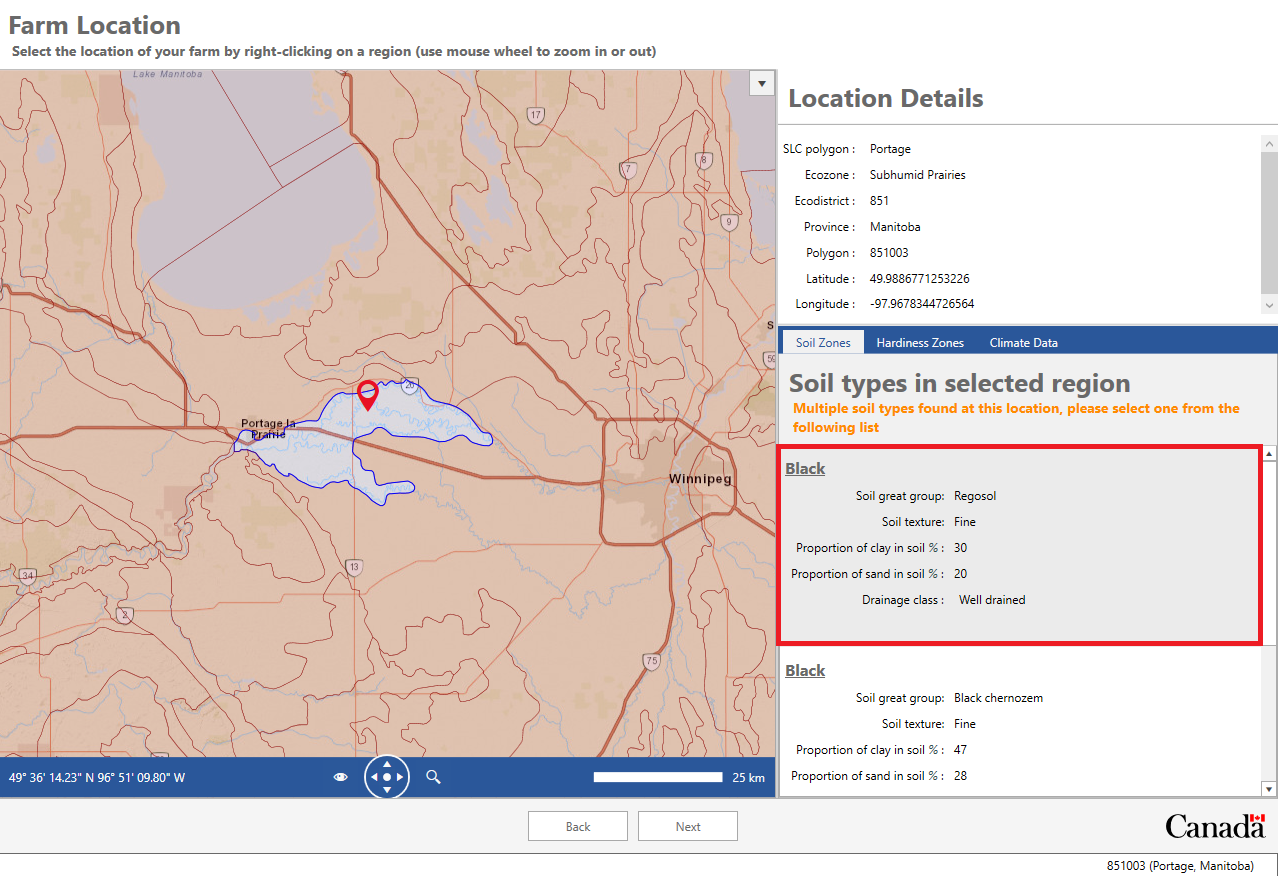 Farm Location
Select the location of your farm by right-clicking on a region (use mouse wheel to zoom in or out)
Lake Manitoba
17
8
7
9
S
59
26
Portage la
Prairie
Winnipeg
13
34
2
75
49° 36' 14.23" N 96° 51' 09.80" W
25 km
Location Details
SLC polygon : Portage
Ecozone : Subhumid Prairies
Ecodistrict : 851
Province : Manitoba
Polygon : 851003
Latitude : 49.9886771253226
Longitude : -97.9678344726564
Soil Zones Hardiness Zones Climate Data
Soil types in selected region
Multiple soil types found at this location, please select one from the
following list
Black
Soil great group: Regosol
Soil texture: Fine
Proportion of clay in soil % : 30
Proportion of sand in soil % : 20
Drainage class : Well drained
Black
Soil great group: Black chernozem
Soil texture: Fine
Proportion of clay in soil % : 47
Proportion of sand in soil % : 28
Back Next
Canada
851003 (Portage, Manitoba)